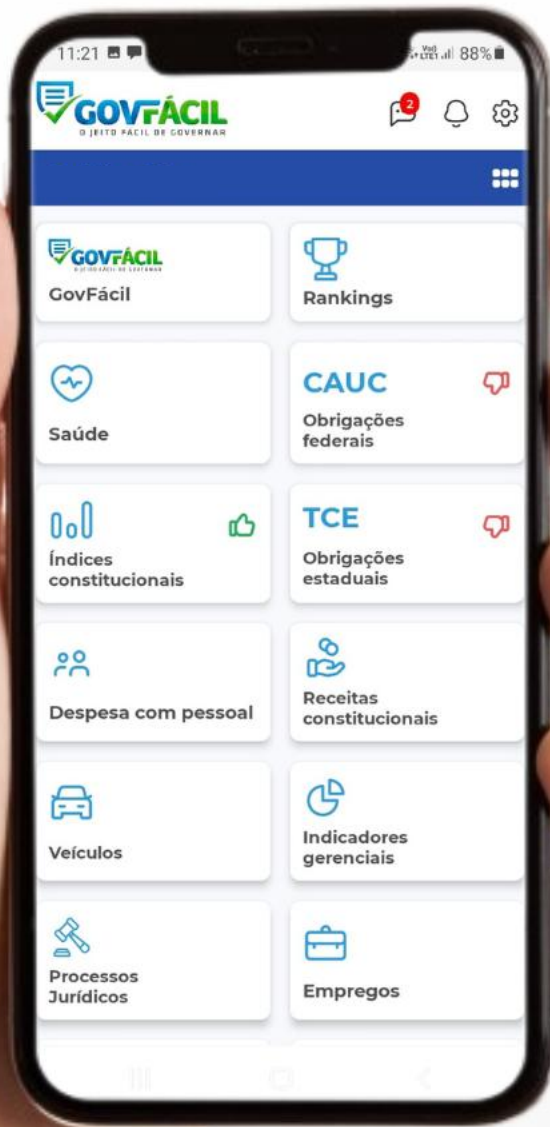 11:21
88%
GOVFÁCIL
O JEITO FÁCIL DE GOVERNAR
2
GOVFÁCIL
GovFácil
Rankings
Saúde
CAUC
Obrigações
federais
Índices
constitucionais
TCE
Obrigações
estaduais
Despesa com pessoal
Receitas
constitucionais
Veículos
Indicadores
gerenciais
Processos
Jurídicos
Empregos